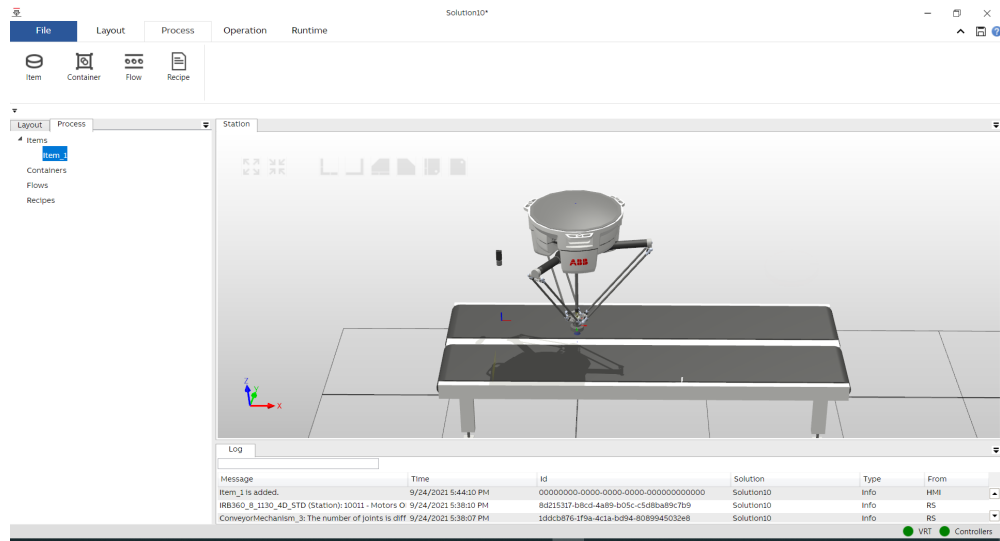 Solution10*
File Layout Process Operation Runtime
Item Container Flow Recipe
Layout Process
Station
Items
Item_1
Containers
Flows
Recipes
ABB
Z
Y
X
Log
Message Time Id Solution Type From
Item_1 is added. 9/24/2021 5:44:10 PM 00000000-0000-0000-0000-000000000000 Solution10 Info HMI
IRB360_8_1130_4D_STD (Station): 10011 - Motors O 9/24/2021 5:38:10 PM 8d215317-b8cd-4a89-b05c-c5d8ba89c7b9 Solution10 Info RS
ConveyorMechanism_3: The number of joints is diff 9/24/2021 5:38:07 PM 1ddcb876-1f9a-4c1a-bd94-8089945032e8 Solution10 Info RS
VRT Controllers